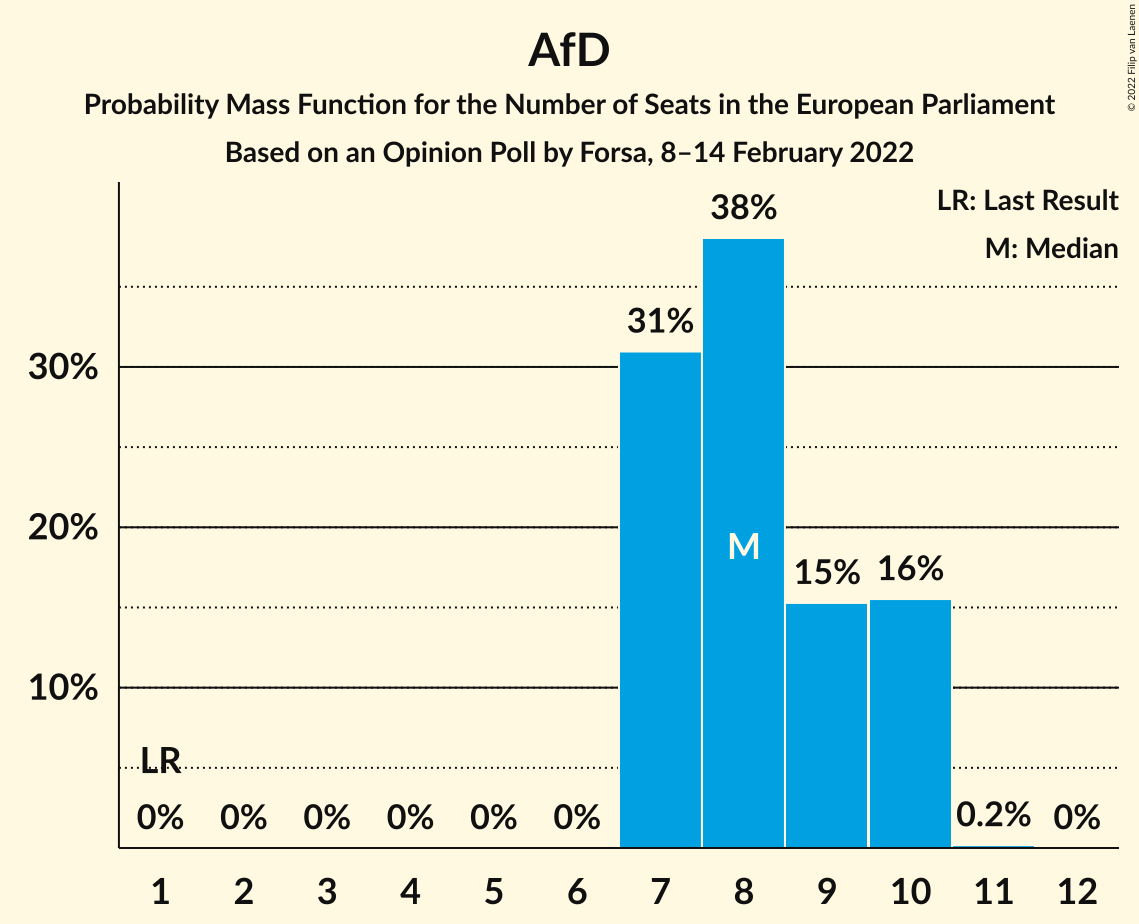 AfD
Probability Mass Function for the Number of Seats in the European Parliament
Based on an Opinion Poll by Forsa, 8–14 February 2022
© 2022 Filip van Laenen
LR: Last Result
M: Median
38%
31%
30%
20%
M
15%
16%
10%
LR
0%
0%
0%
0%
0%
0%
0.2%
0%
1 2 3 4 5 6 7 8 9 10 11 12